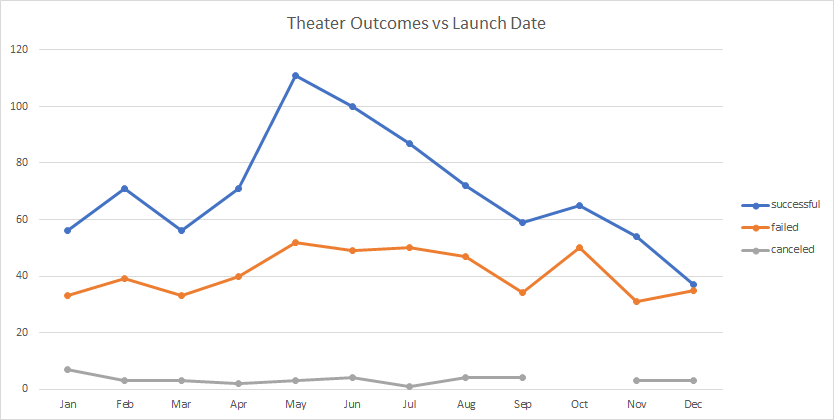 Theater Outcomes vs Launch Date
120
100
80
60
40
20
0
Jan Feb Mar Apr May Jun Jul Aug Sep Oct Nov Dec
successful
failed
canceled